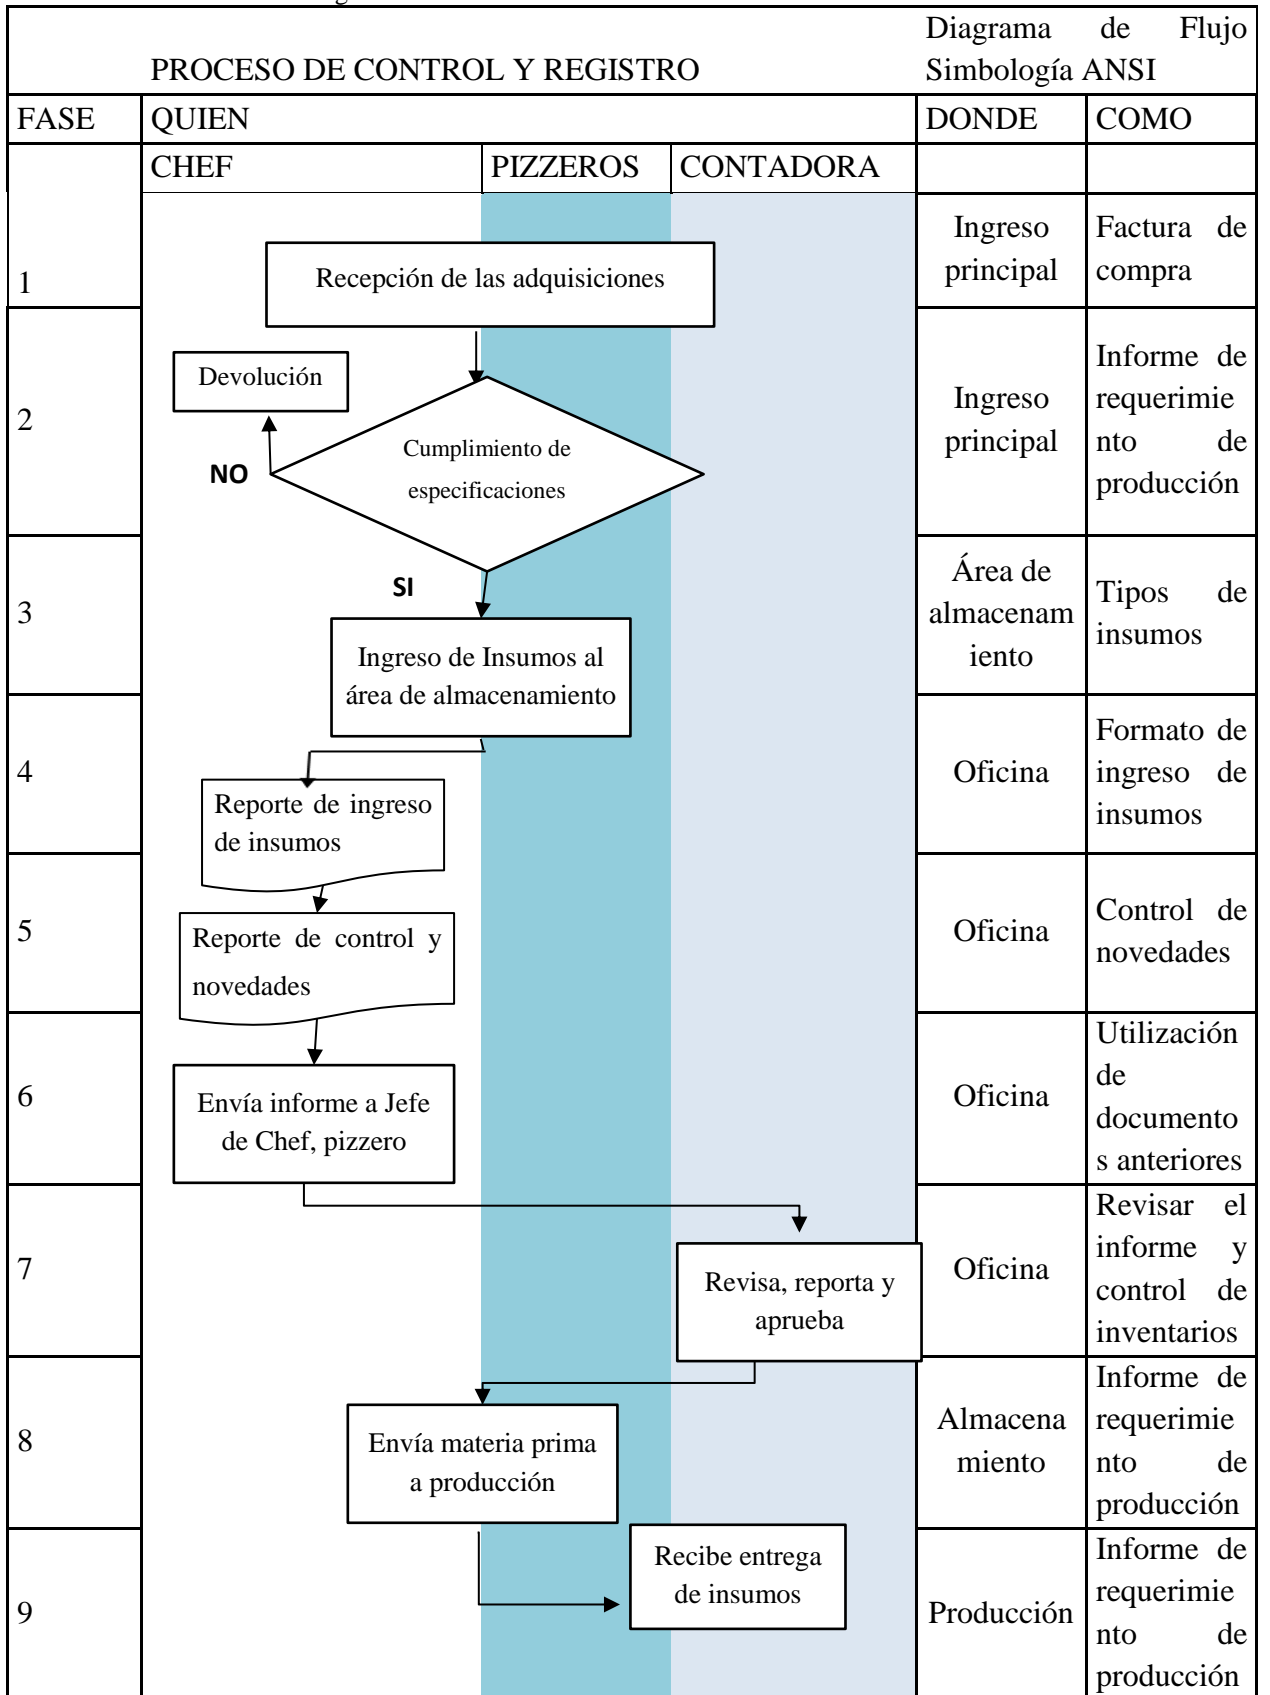 Diagrama de Flujo
PROCESO DE CONTROL Y REGISTRO Simbología ANSI
FASE QUIEN DONDE COMO
CHEF PIZZEROS CONTADORA
1
Recepción de las adquisiciones
Ingreso
principal
Factura de
compra
2
Devolución
Cumplimiento de
especificaciones
NO
SI
Ingreso
principal
Informe de
requerimie
nto de
producción
3
Ingreso de Insumos al
área de almacenamiento
Área de
almacenam
iento
Tipos de
insumos
4
Reporte de ingreso
de insumos
Oficina
Formato de
ingreso de
insumos
5
Reporte de control y
novedades
Oficina
Control de
novedades
6
Envía informe a Jefe
de Chef, pizzero
Oficina
Utilización
de
documento
s anteriores
7
Revisa, reporta y
aprueba
Oficina
Revisar el
informe y
control de
inventarios
8
Envía materia prima
a producción
Almacena
miento
Informe de
requerimie
nto de
producción
9
Recibe entrega
de insumos
Producción
Informe de
requerimie
nto de
producción